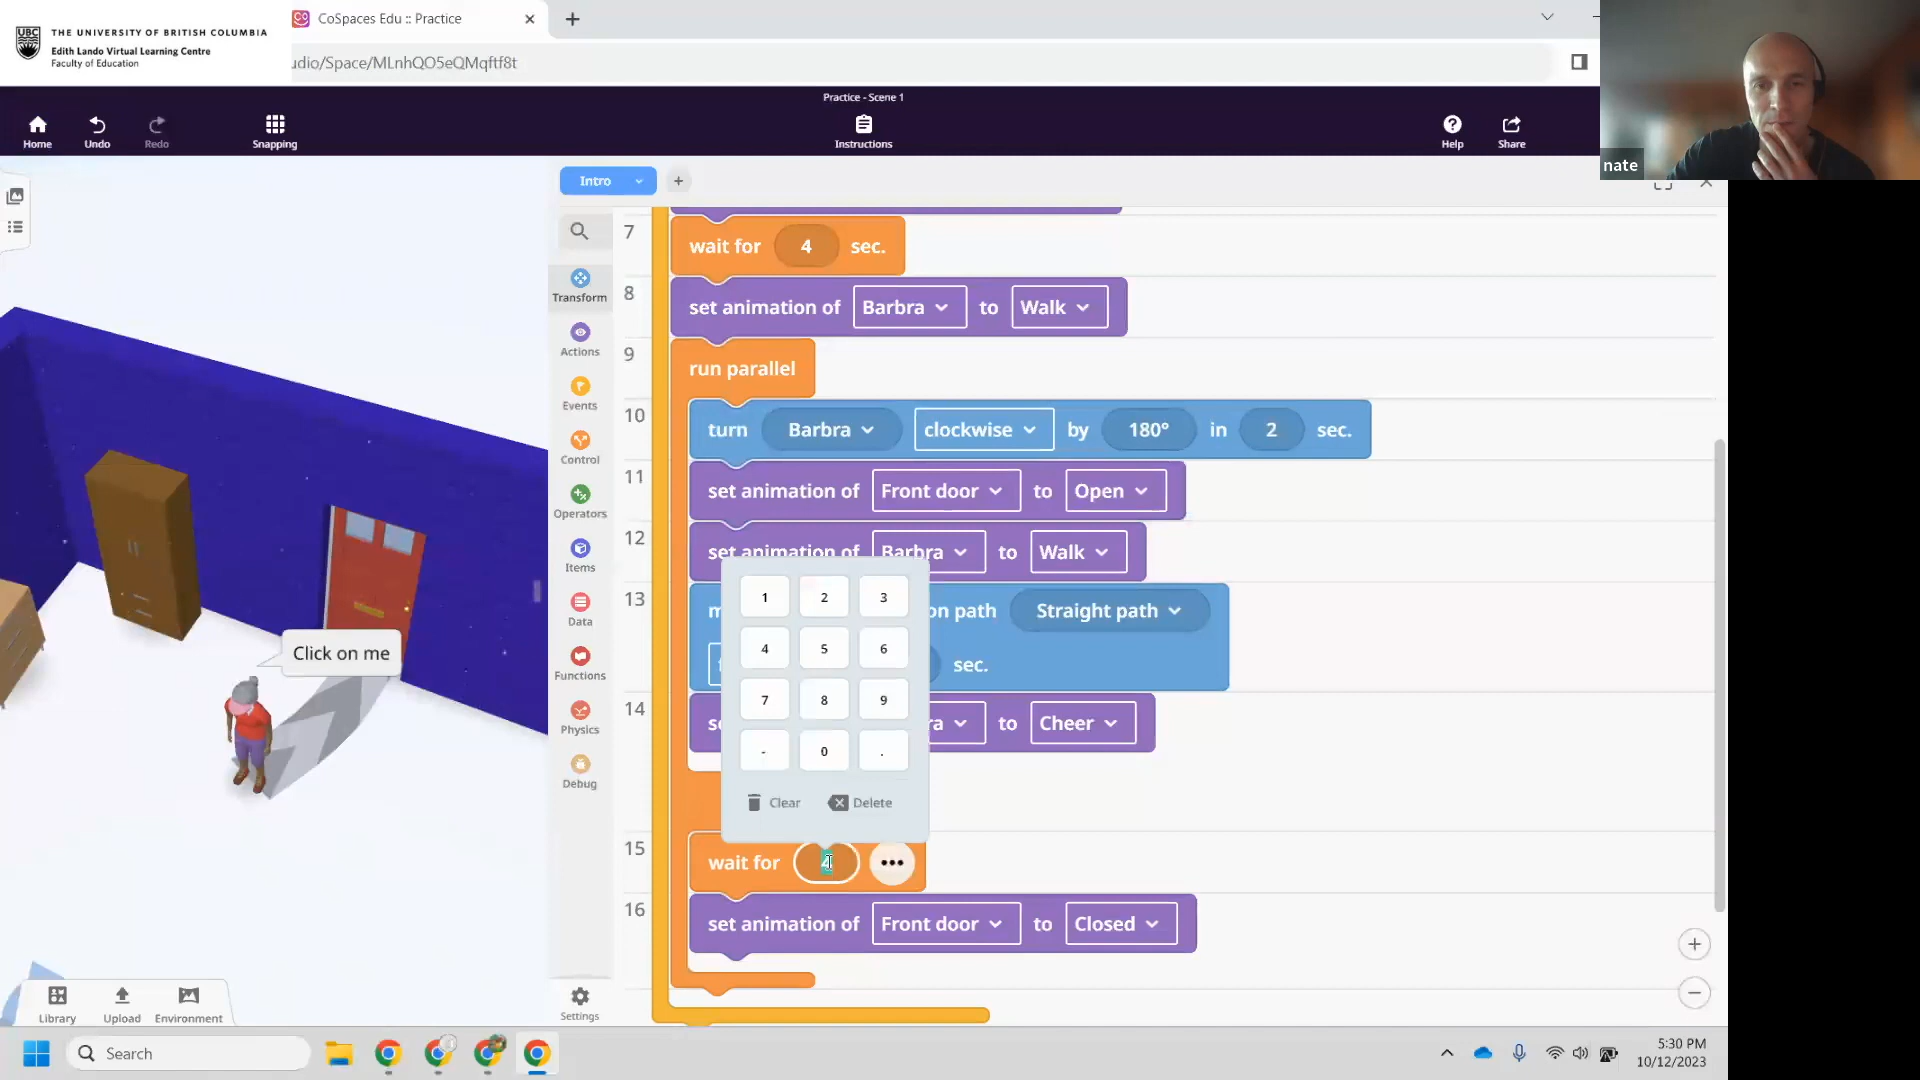 THE UNIVERSITY OF BRITISH COLUMBIA
UBC
Edith Lando Virtual Learning Centre
Faculty of Education
CoSpaces Edu :: Practice
udio/Space/MLnhQO5eQMqftf8t
nate
Practice - Scene 1
Home
Undo
Redo
Snapping
Instructions
Help
Share
Intro
Transform
Actions
Events
Control
Operators
Items
Data
Functions
Physics
Debug
Settings
7 wait for 4 sec.
8 set animation of Barbra to Walk
9 run parallel
10 turn Barbra clockwise by 180° in 2 sec.
11 set animation of Front door to Open
12 set animation of Barbra to Walk
13 on path Straight path
sec.
14 to Cheer
1 2 3
4 5 6
7 8 9
- 0 .
Clear Delete
15 wait for 4
16 set animation of Front door to Closed
Click on me
Library
Upload
Environment
Search
5:30 PM
10/12/2023